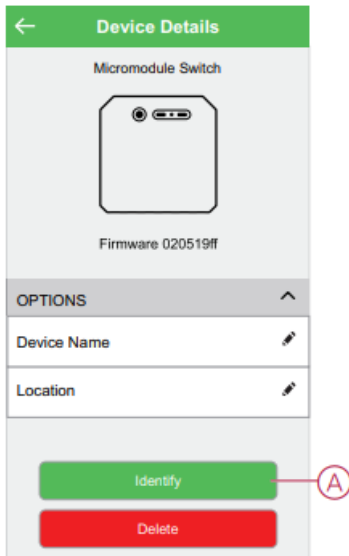 Device Details
Micromodule Switch
Firmware 020519ff
OPTIONS
Device Name
Location
Identify
A
Delete